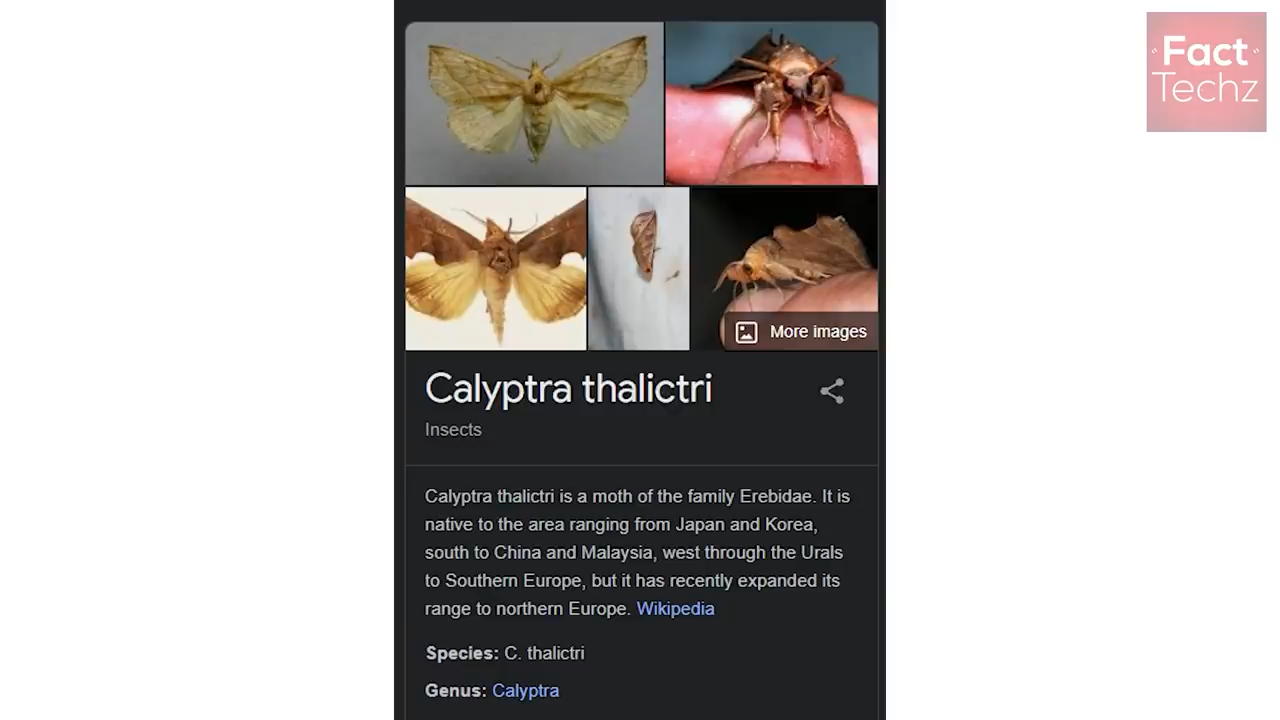 Fact
Techz
More images
Calyptra thalictri
Insects
Calyptra thalictri is a moth of the family Erebidae. It is
native to the area ranging from Japan and Korea,
south to China and Malaysia, west through the Urals
to Southern Europe, but it has recently expanded its
range to northern Europe. Wikipedia
Species: C. thalictri
Genus: Calyptra